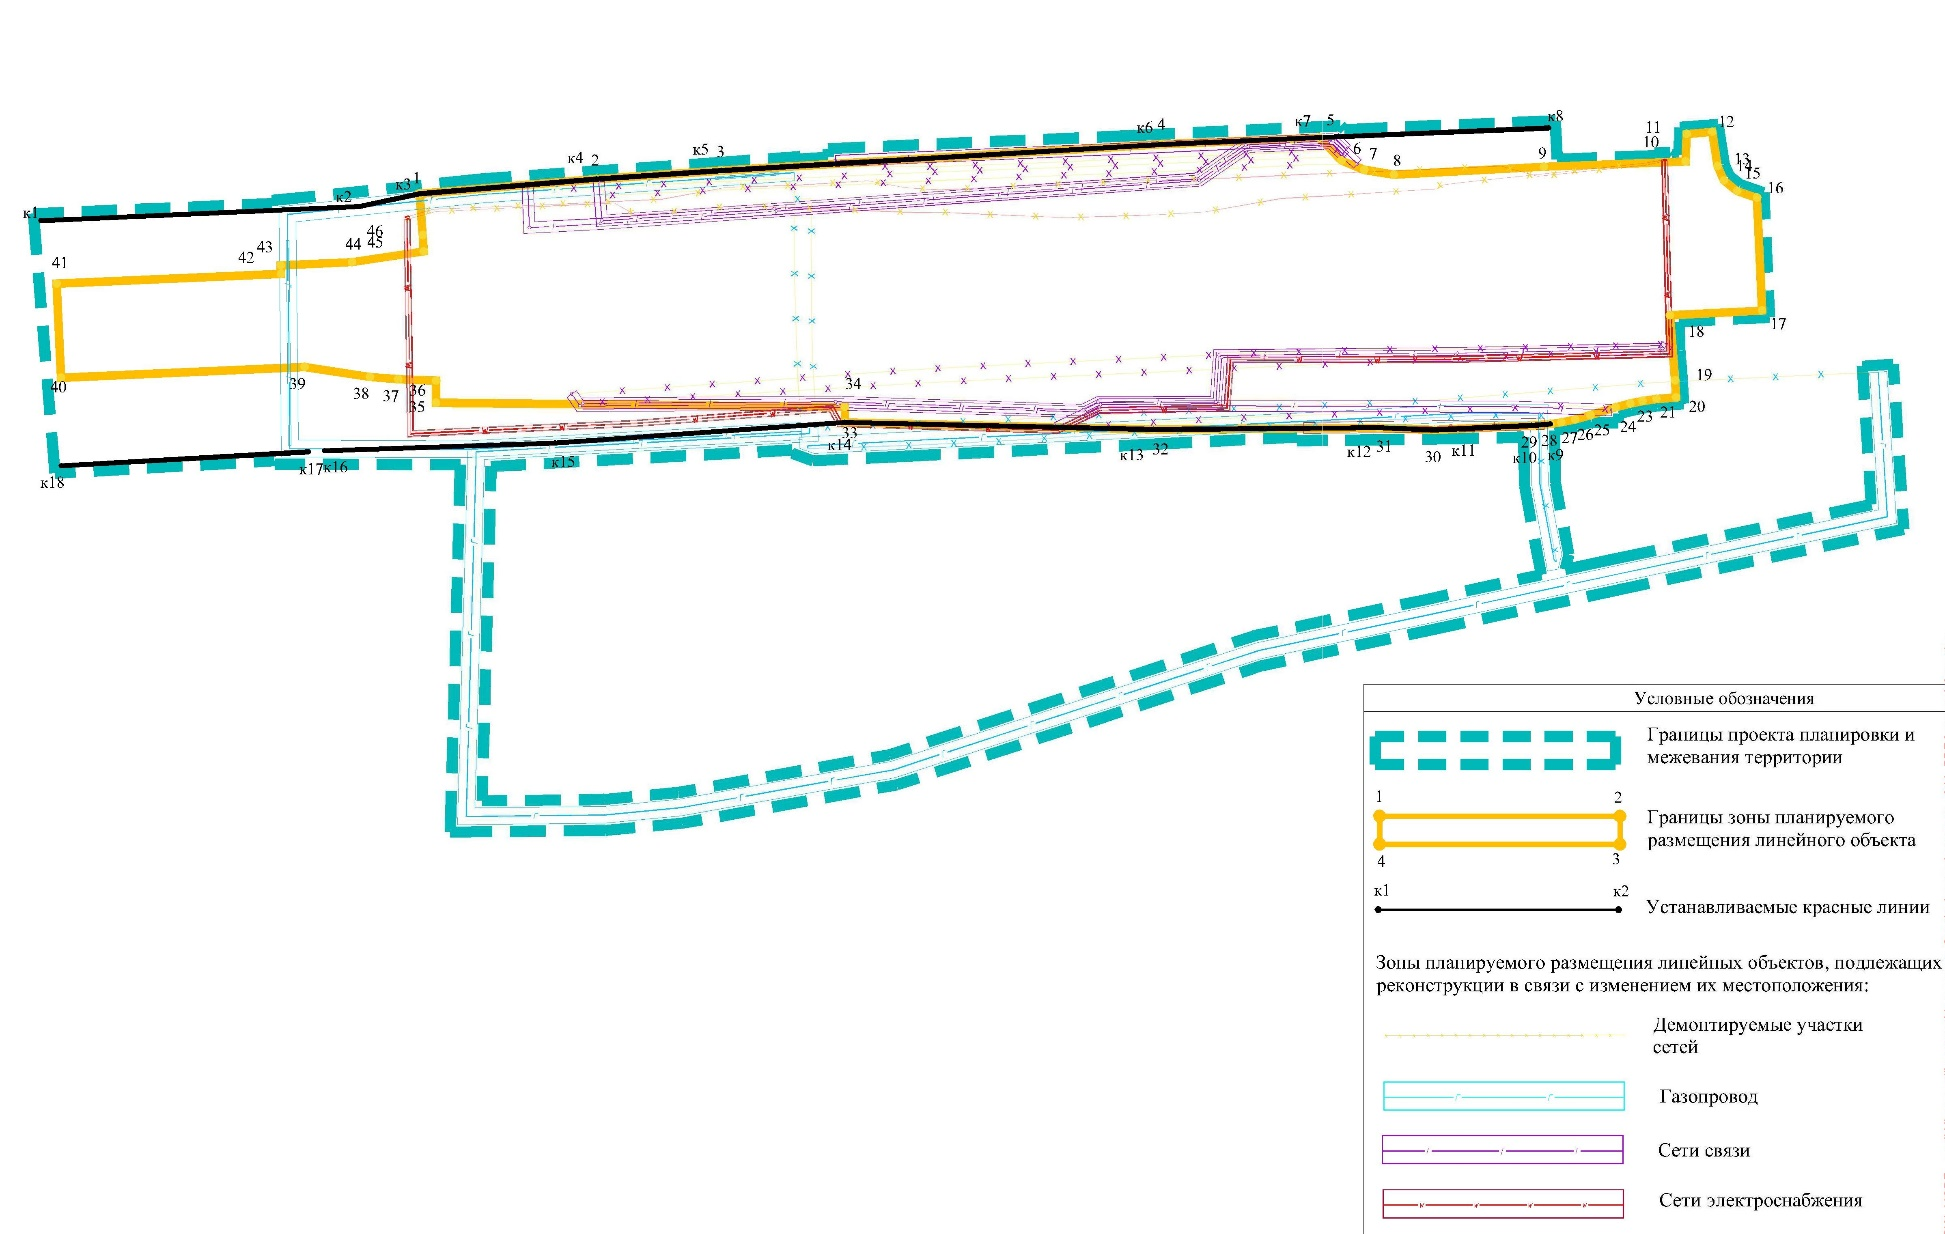 12
к8
к7 5
к6 4
11
10
6
7
8
9
13
14
15
16
к5 3
к4 2
к3 1
к2
к1
46
45
44
43
42
41
17
18
19
20
21
23
24
25
26
27
28
29
к9
к10
30
к11
31
к12
32
к13
34
33
к14
к15
36
35
37
38
39
40
к16
к17
к18
Условные обозначения
Границы проекта планировки и
межевания территории
1 2
Границы зоны планируемого
размещения линейного объекта
4 3
к1 к2
Устанавливаемые красные линии
Зоны планируемого размещения линейных объектов, подлежащих
реконструкции в связи с изменением их местоположения:
Демонтируемые участки
сетей
Газопровод
Сети связи
Сети электроснабжения